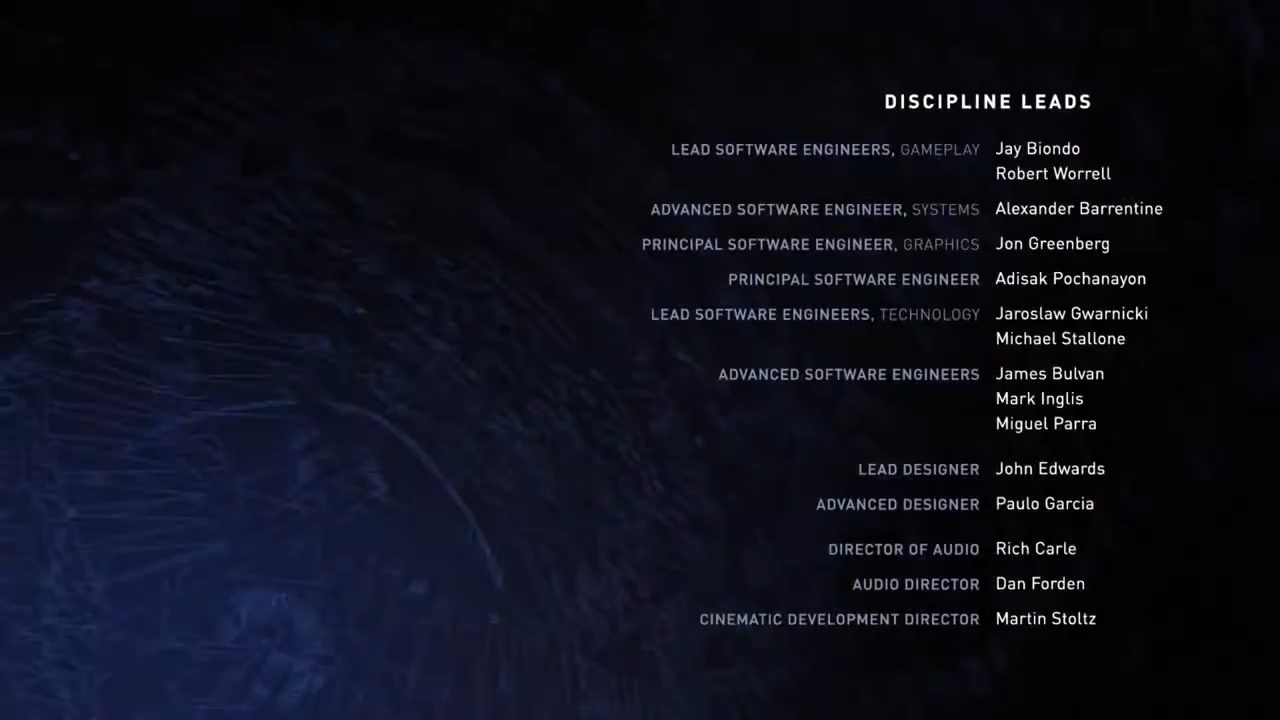 DISCIPLINE LEADS
LEAD SOFTWARE ENGINEERS, GAMEPLAY Jay Biondo
Robert Worrell
ADVANCED SOFTWARE ENGINEER, SYSTEMS Alexander Barrentine
PRINCIPAL SOFTWARE ENGINEER, GRAPHICS Jon Greenberg
PRINCIPAL SOFTWARE ENGINEER Adisak Pochanayon
LEAD SOFTWARE ENGINEERS, TECHNOLOGY Jaroslaw Gwarnicki
Michael Stallone
ADVANCED SOFTWARE ENGINEERS James Bulvan
Mark Inglis
Miguel Parra
LEAD DESIGNER John Edwards
ADVANCED DESIGNER Paulo Garcia
DIRECTOR OF AUDIO Rich Carle
AUDIO DIRECTOR Dan Forden
CINEMATIC DEVELOPMENT DIRECTOR Martin Stoltz